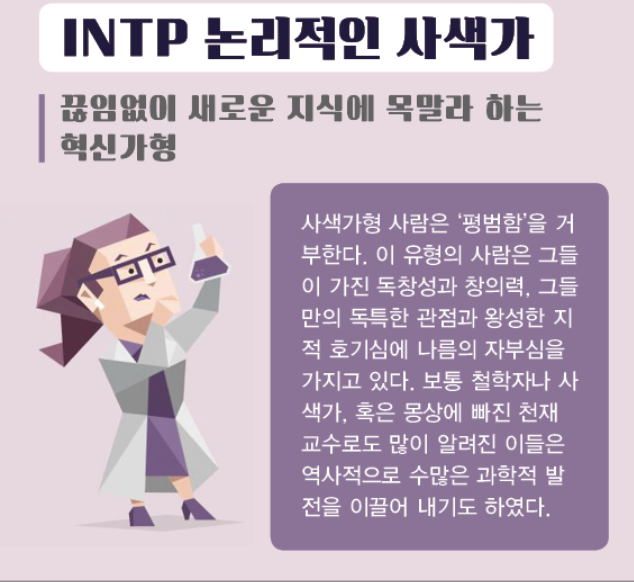 INTP 논리적인 사색가
끊임없이 새로운 지식에 목말라 하는
혁신가형
사색가형 사람은 ‘평범함’을 거
부한다. 이 유형의 사람은 그들
이 가진 독창성과 창의력, 그들
만의 독특한 관점과 왕성한 지
적 호기심에 나름의 자부심을
가지고 있다. 보통 철학자나 사
색가, 혹은 몽상에 빠진 천재
교수로도 많이 알려진 이들은
역사적으로 수많은 과학적 발
전을 이끌어 내기도 하였다.